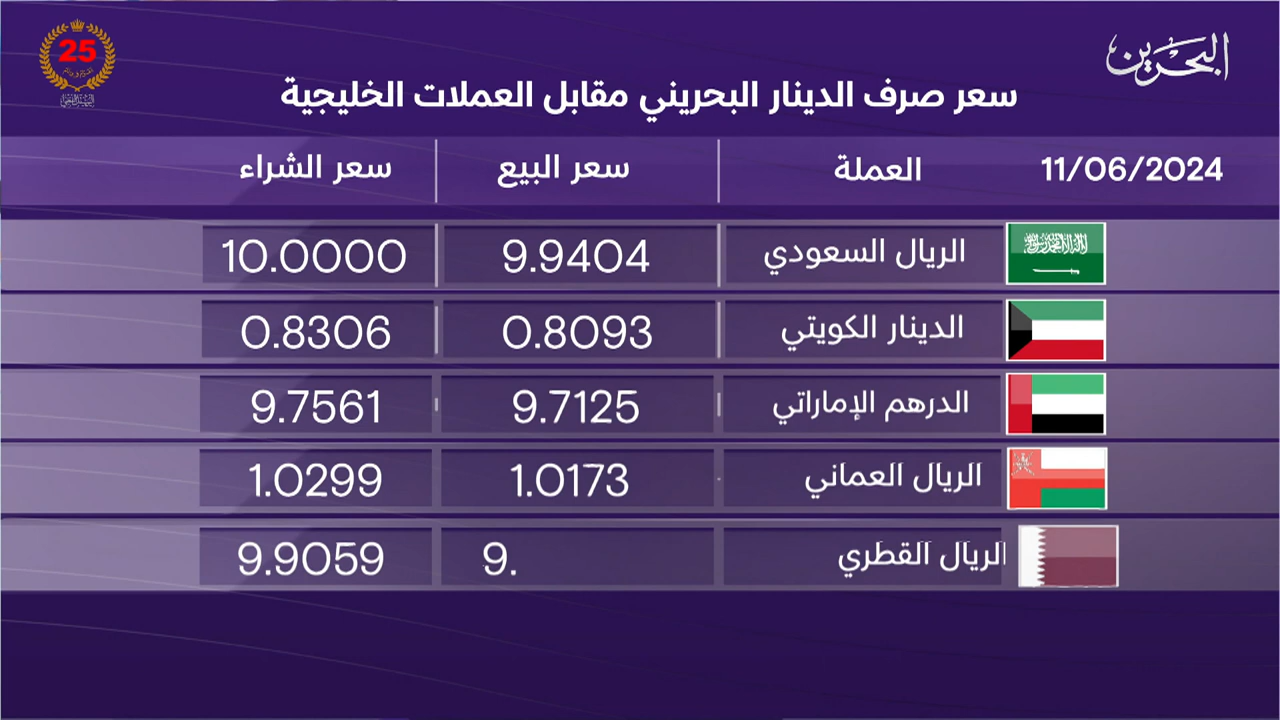 البحرين
25
سعر صرف الدينار البحريني مقابل العملات الخليجية
11/06/2024 العملة سعر البيع سعر الشراء
الريال السعودي 9.9404 10.0000
الدينار الكويتي 0.8093 0.8306
الدرهم الإماراتي 9.7125 9.7561
الريال العماني 1.0173 1.0299
الريال القطري 9. 9.9059